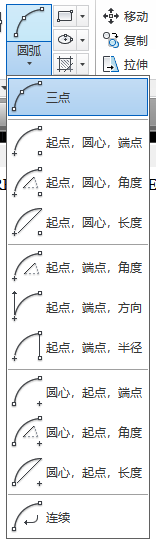 移动
复制
拉伸
圆弧
三点
起点, 圆心, 端点
起点, 圆心, 角度
起点, 圆心, 长度
起点, 端点, 角度
起点, 端点, 方向
起点, 端点, 半径
圆心, 起点, 端点
圆心, 起点, 角度
圆心, 起点, 长度
连续